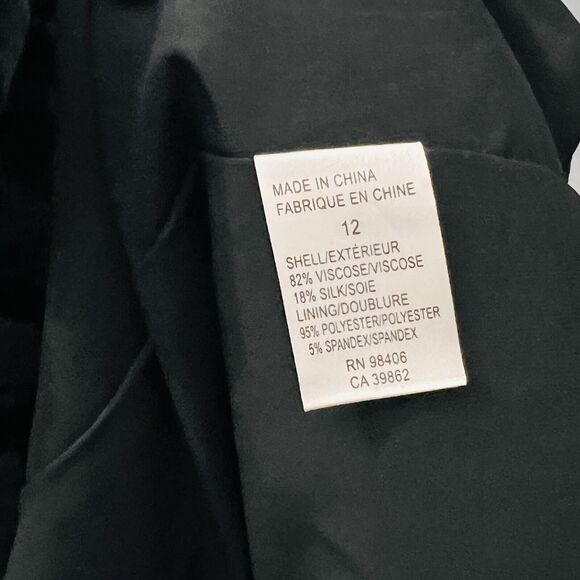 MADE IN CHINA
FABRIQUE EN CHINE
12
SHELL/EXTÉRIEUR
82% VISCOSE/VISCOSE
18% SILK/SOIE
LINING/DOUBLURE
95% POLYESTER/POLYESTER
5% SPANDEX/SPANDEX
RN 98406
CA 39862